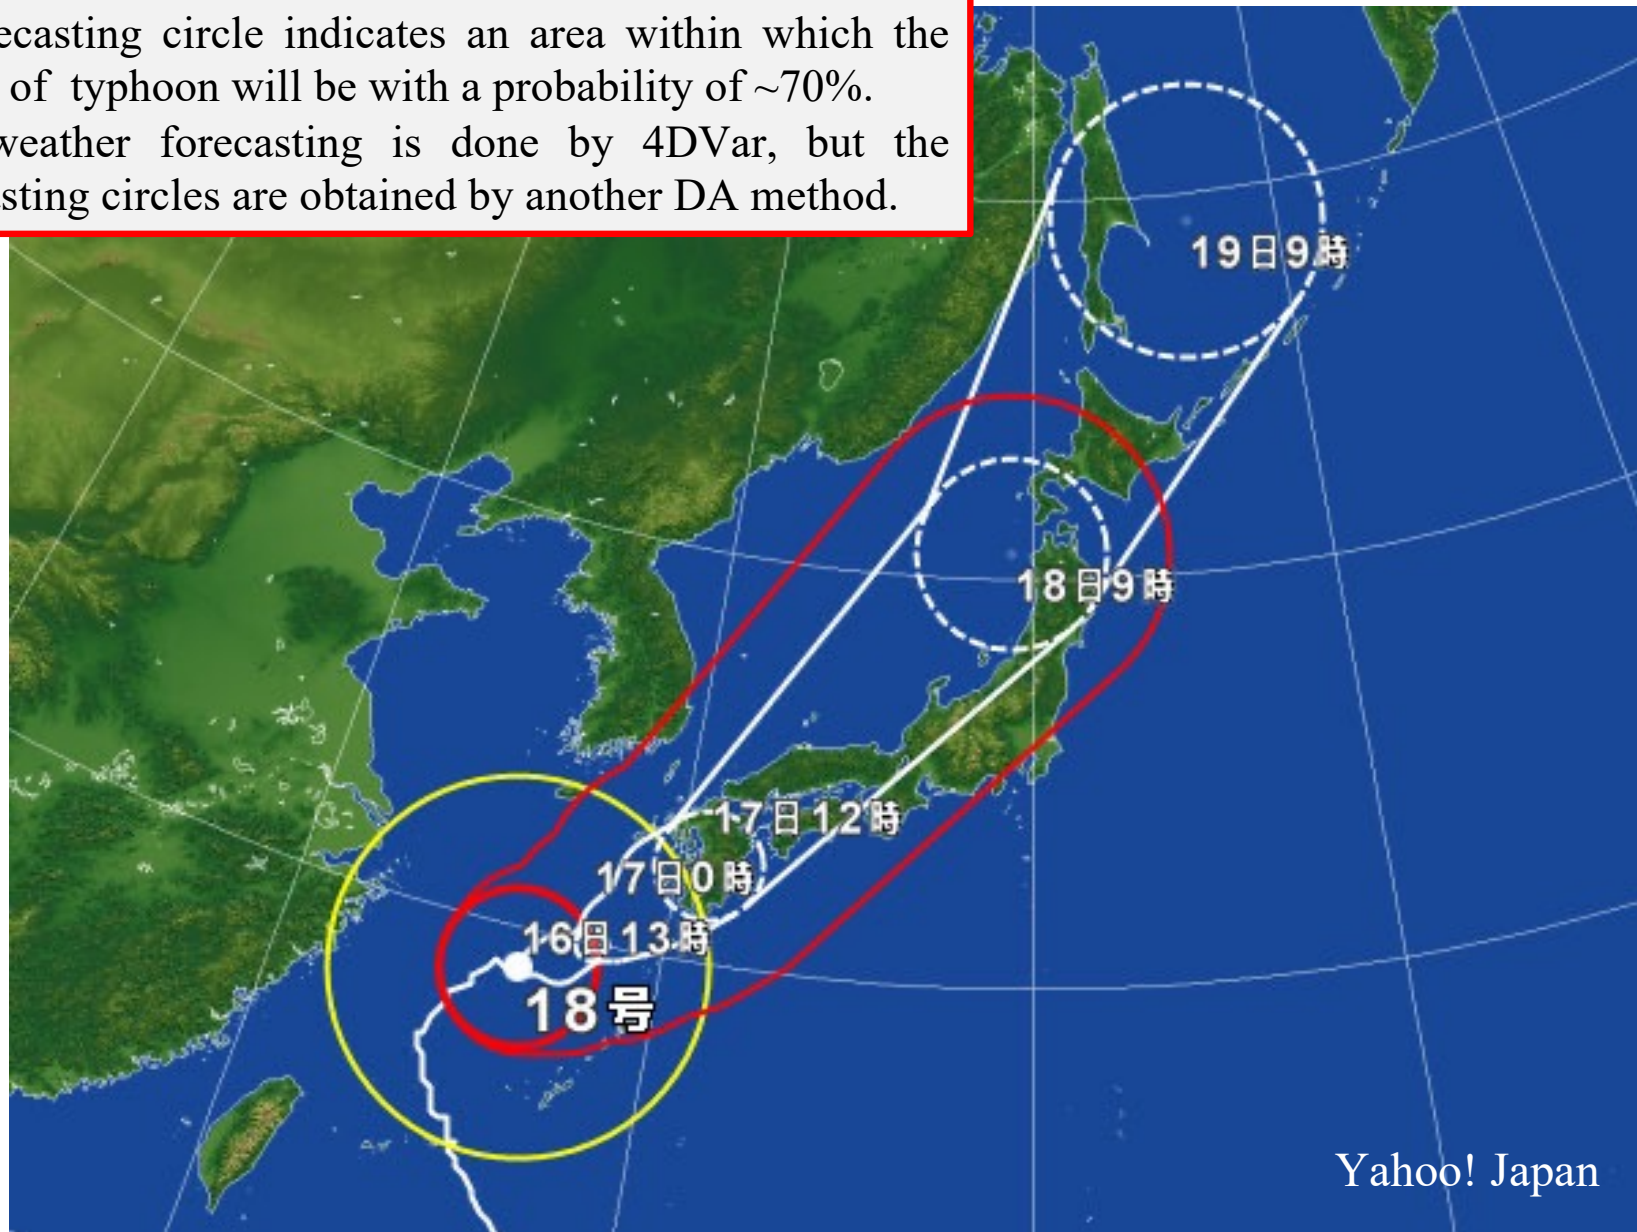 ecasting circle indicates an area within which the
of typhoon will be with a probability of ~70%.
weather forecasting is done by 4DVar, but the
sting circles are obtained by another DA method.
19日9時
18日9時
17日12時
17日0時
16日13時
18号
Yahoo! Japan